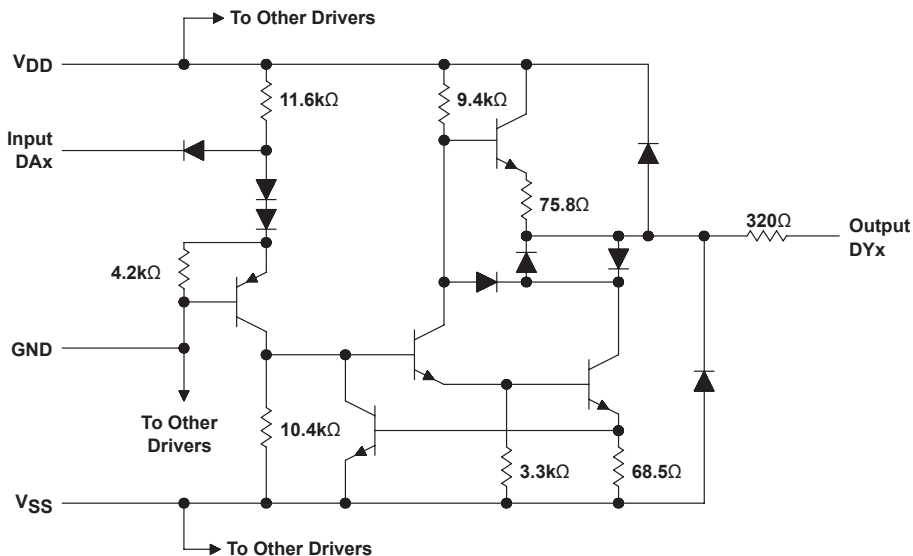 To Other Drivers
VDD
11.6kΩ
9.4kΩ
Input
DAx
75.8Ω
320Ω
Output
DYx
4.2kΩ
GND
To Other
Drivers
10.4kΩ
3.3kΩ
68.5Ω
VSS
To Other Drivers